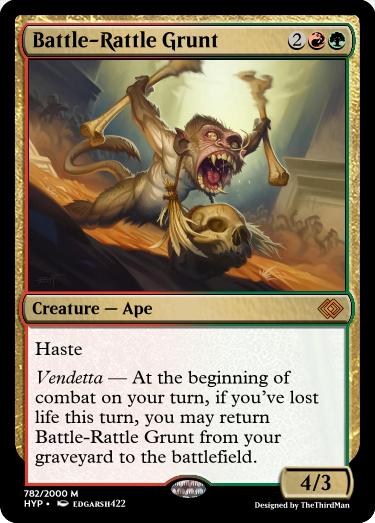 Battle-Rattle Grunt 2
Creature — Ape
Haste
Vendetta — At the beginning of
combat on your turn, if you've lost
life this turn, you may return
Battle-Rattle Grunt from your
graveyard to the battlefield.
4/3
782/2000 M
HYP • EDGARSH422
Designed by TheThirdMan